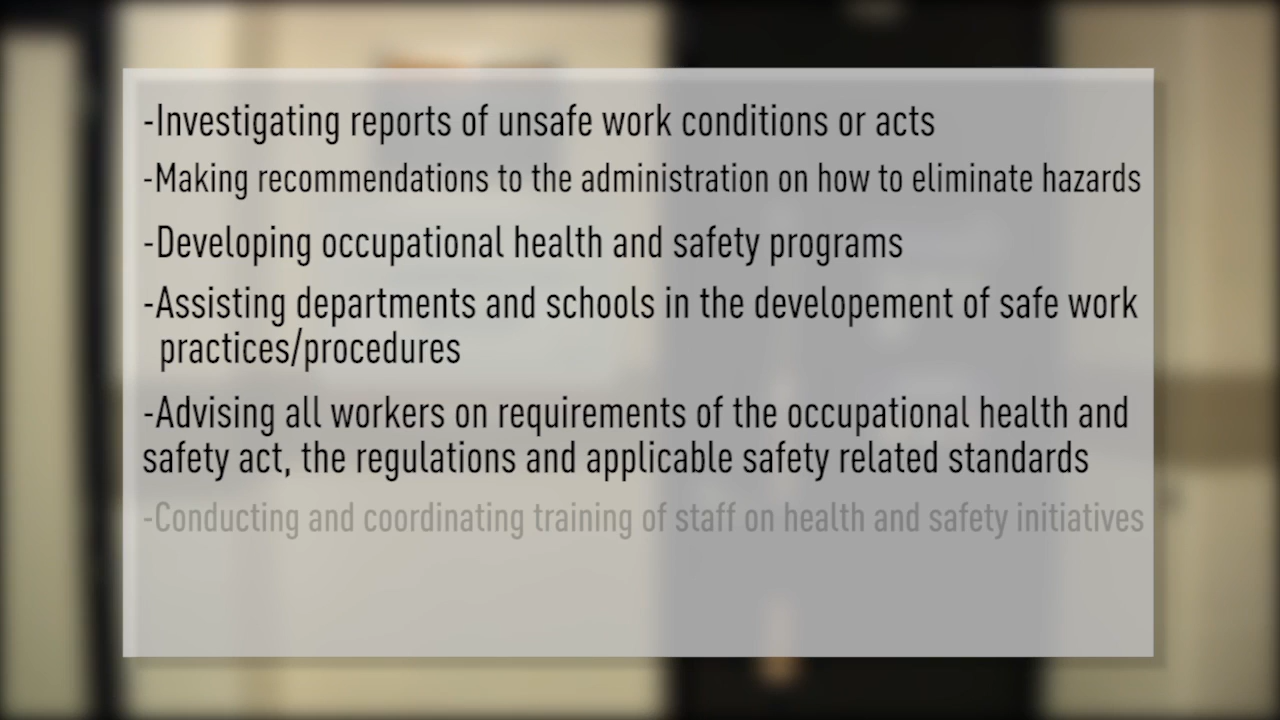 -Investigating reports of unsafe work conditions or acts
-Making recommendations to the administration on how to eliminate hazards
-Developing occupational health and safety programs
-Assisting departments and schools in the developement of safe work
practices/procedures
-Advising all workers on requirements of the occupational health and
safety act, the regulations and applicable safety related standards
-Conducting and coordinating training of staff on health and safety initiatives